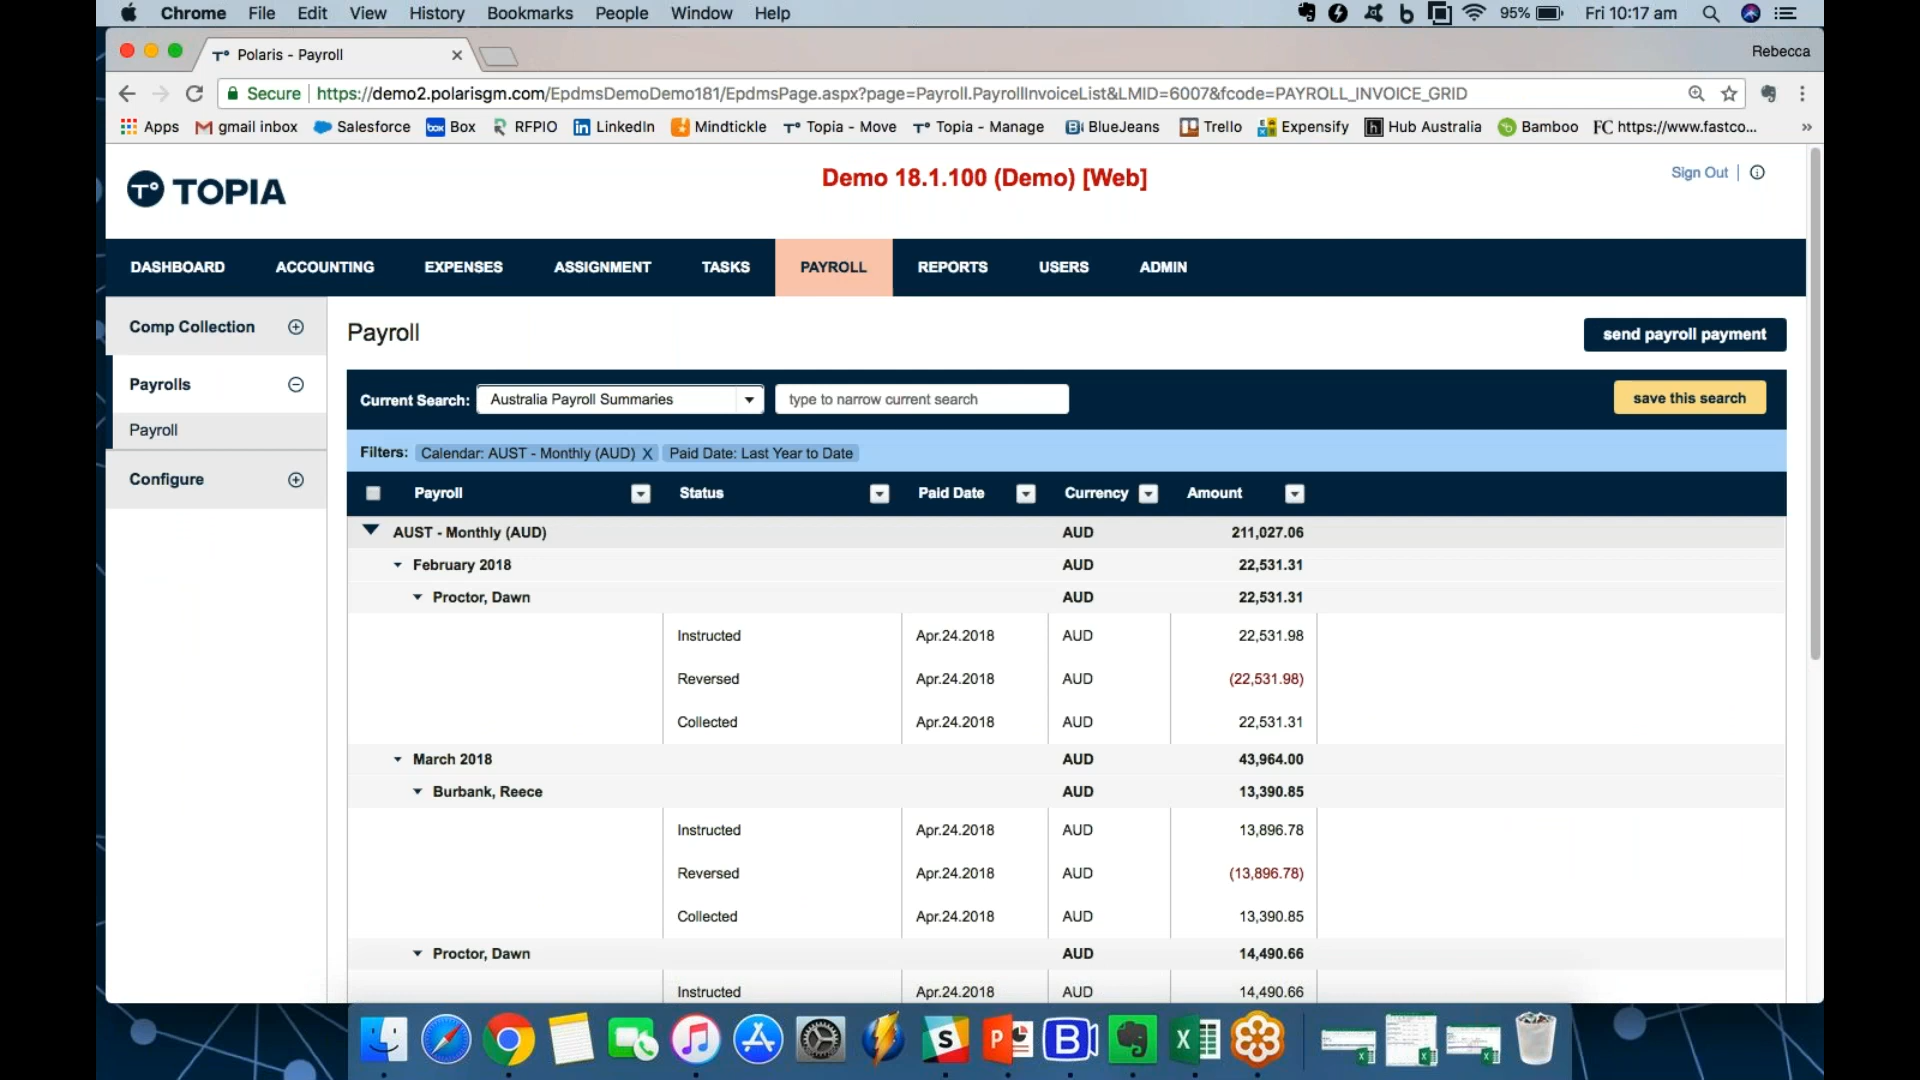 Chrome File Edit View History Bookmarks People Window Help 95% Fri 10:17 am
Polaris - Payroll Rebecca
Secure https://demo2.polarisgm.com/EpdmsDemoDemo181/EpdmsPage.aspx?page=Payroll.PayrollInvoiceList&LMID=6007&fcode=PAYROLL_INVOICE_GRID
Apps gmail inbox Salesforce Box RFPIO LinkedIn Mindtickle Topia - Move Topia - Manage BlueJeans Trello Expensify Hub Australia Bamboo FC https://www.fastco...
TOPIA
Demo 18.1.100 (Demo) [Web]
Sign Out
DASHBOARD ACCOUNTING EXPENSES ASSIGNMENT TASKS PAYROLL REPORTS USERS ADMIN
Comp Collection
Payrolls
Payroll
Configure
Payroll
send payroll payment
Current Search: Australia Payroll Summaries type to narrow current search save this search
Filters: Calendar: AUST - Monthly (AUD) X Paid Date: Last Year to Date
Payroll Status Paid Date Currency Amount
AUST - Monthly (AUD) AUD 211,027.06
February 2018 AUD 22,531.31
Proctor, Dawn AUD 22,531.31
Instructed Apr.24.2018 AUD 22,531.98
Reversed Apr.24.2018 AUD (22,531.98)
Collected Apr.24.2018 AUD 22,531.31
March 2018 AUD 43,964.00
Burbank, Reece AUD 13,390.85
Instructed Apr.24.2018 AUD 13,896.78
Reversed Apr.24.2018 AUD (13,896.78)
Collected Apr.24.2018 AUD 13,390.85
Proctor, Dawn AUD 14,490.66
Instructed Apr.24.2018 AUD 14,490.66